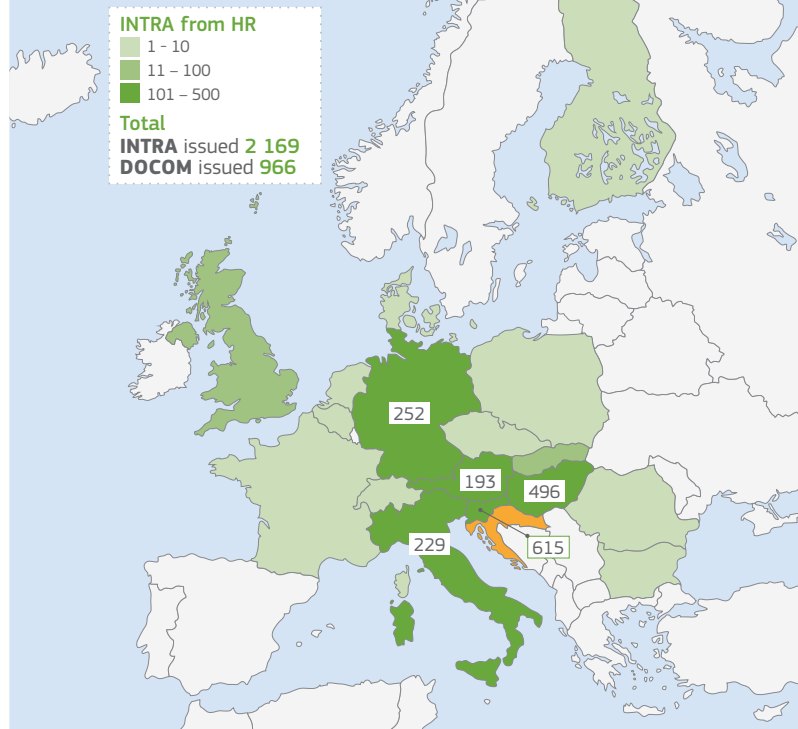 INTRA from HR
1 - 10
11 – 100
101 – 500
Total
INTRA issued 2 169
DOCOM issued 966
252
193
496
229
615